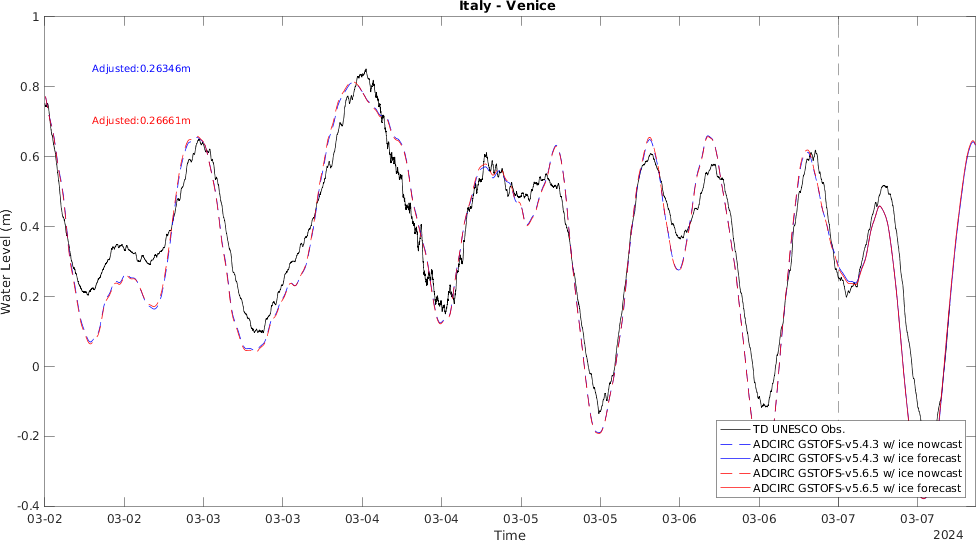 Italy - Venice
Water Level (m)
1
0.8
0.6
0.4
0.2
0
-0.2
-0.4
Adjusted:0.26346m
Adjusted:0.26661m
TD UNESCO Obs.
ADCIRC GSTOFS-v5.4.3 w/ ice nowcast
ADCIRC GSTOFS-v5.4.3 w/ ice forecast
ADCIRC GSTOFS-v5.6.5 w/ ice nowcast
ADCIRC GSTOFS-v5.6.5 w/ ice forecast
03-02 03-02 03-03 03-03 03-04 03-04 03-05 03-05 03-06 03-06 03-07 03-07
Time
2024